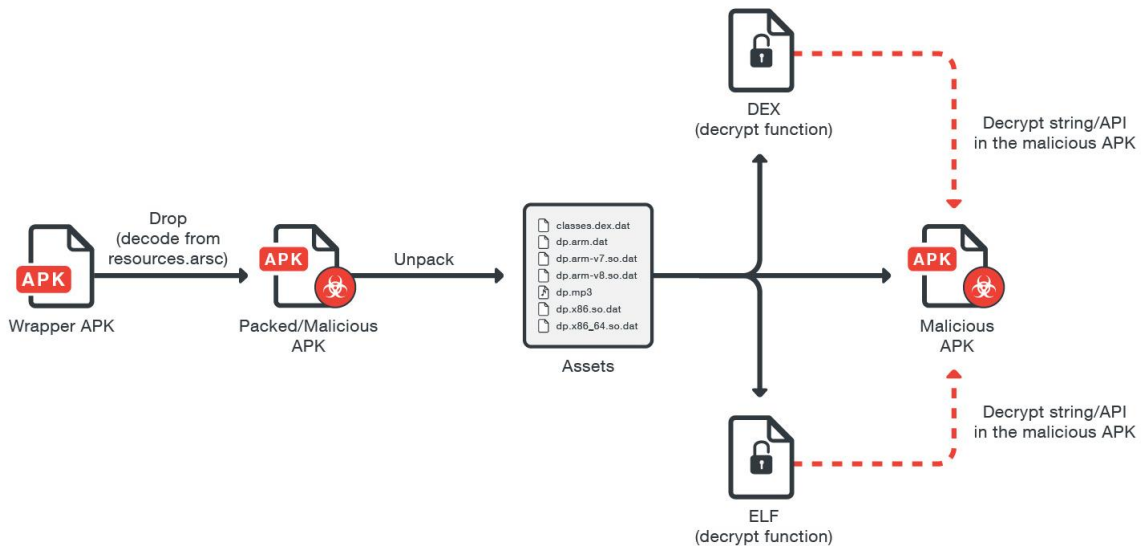 DEX
(decrypt function)
Decrypt string/API
in the malicious APK
Drop
(decode from
resources.arsc)
APK
Wrapper APK
APK
Packed/Malicious
APK
Unpack
classes.dex.dat
dp.arm.dat
dp.arm-v7.so.dat
dp.arm-v8.so.dat
dp.mp3
dp.x86.so.dat
dp.x86_64.so.dat
Assets
APK
Malicious
APK
Decrypt string/API
in the malicious APK
ELF
(decrypt function)